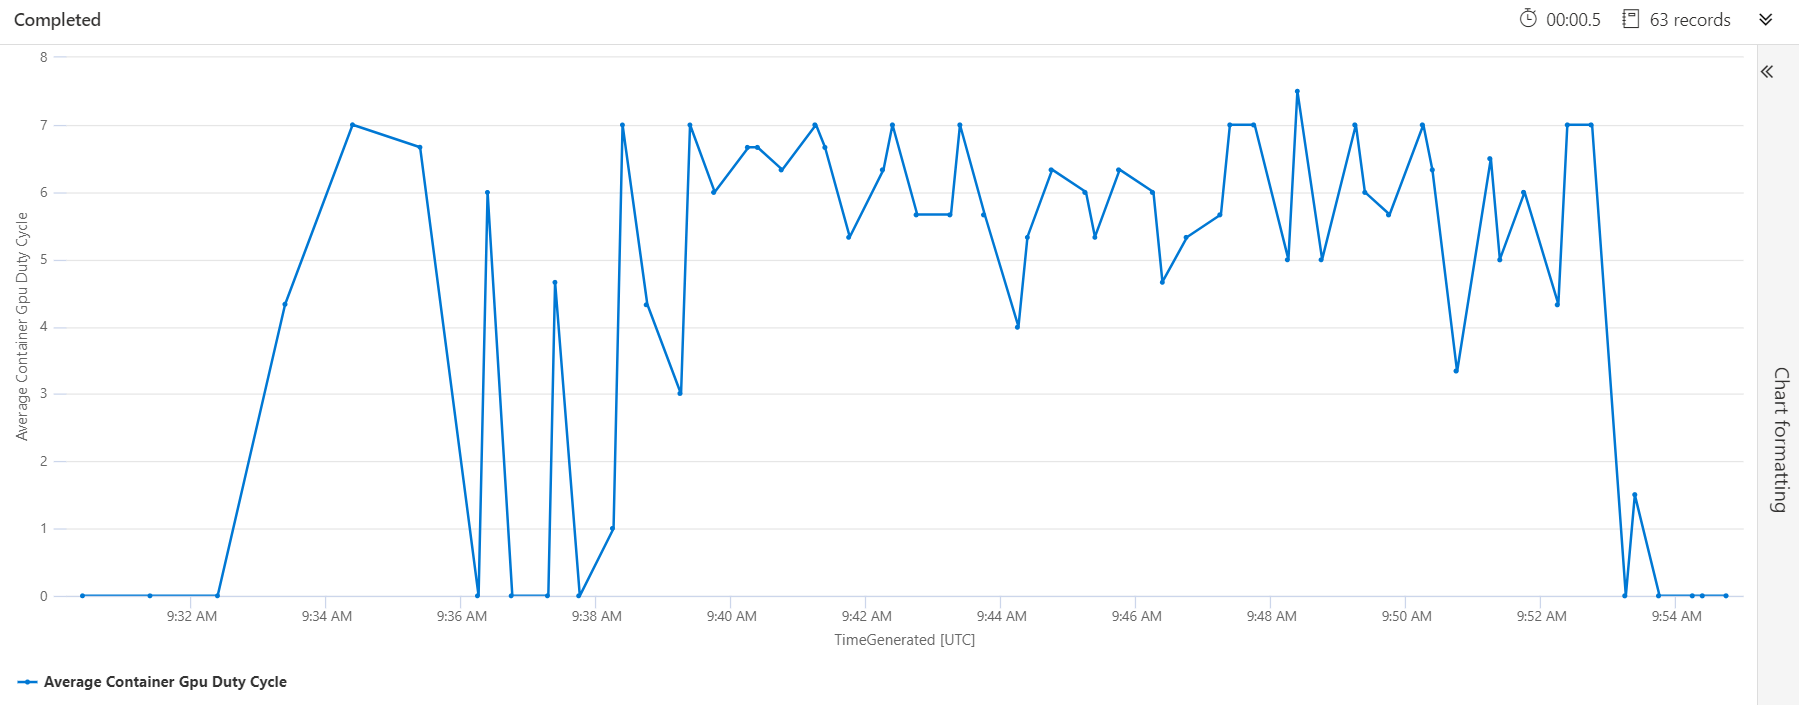 Completed
00:00.5
63 records
8
7
6
5
4
3
2
1
0
Average Container Gpu Duty Cycle
9:32 AM
9:34 AM
9:36 AM
9:38 AM
9:40 AM
9:42 AM
9:44 AM
9:46 AM
9:48 AM
9:50 AM
9:52 AM
9:54 AM
TimeGenerated [UTC]
Average Container Gpu Duty Cycle
Chart formatting